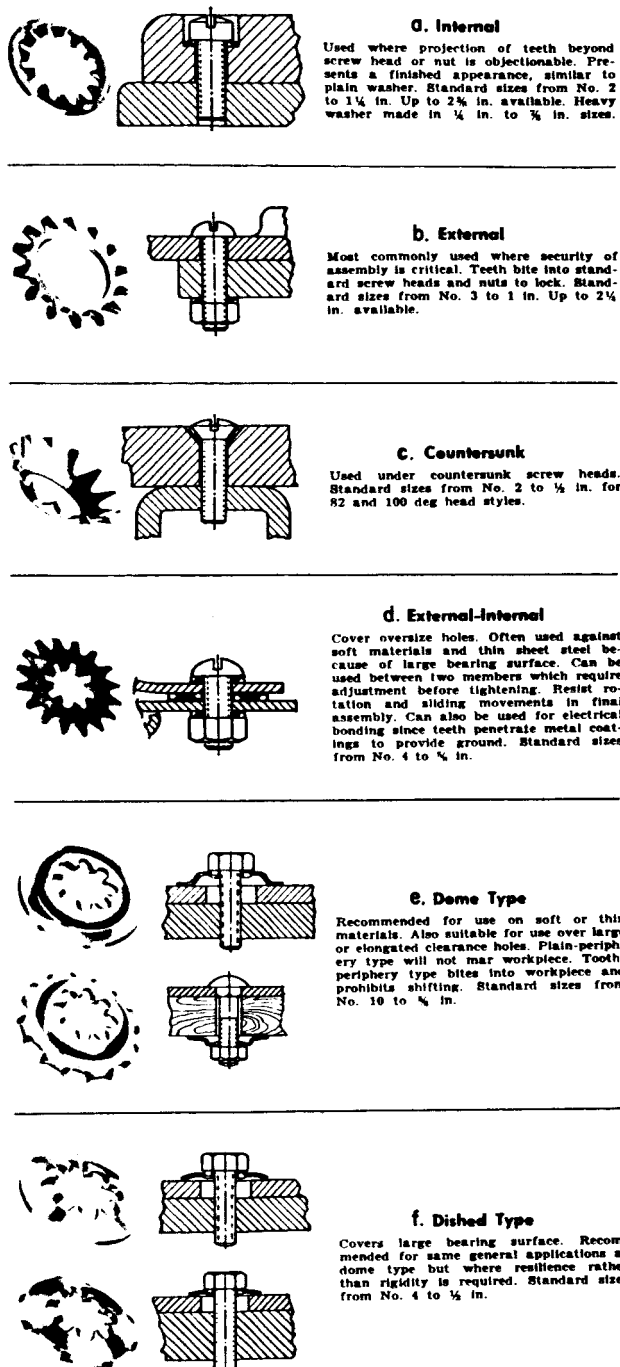 a. Internal
Used where projection of teeth beyond
screw head or nut is objectionable. Pre-
sents a finished appearance, similar to
plain washer. Standard sizes from No. 2
to 1¼ in. Up to 2⅜ in. available. Heavy
washer made in ¼ in. to ⅞ in. sizes.
b. External
Most commonly used where security of
assembly is critical. Teeth bite into stand-
ard screw heads and nuts to lock. Stand-
ard sizes from No. 3 to 1 in. Up to 2¼
in. available.
c. Countersunk
Used under countersunk screw heads.
Standard sizes from No. 2 to ½ in. for
82 and 100 deg head styles.
d. External-Internal
Cover oversize holes. Often used against
soft materials and thin sheet steel be-
cause of large bearing surface. Can be
used between two members which require
adjustment before tightening. Resist ro-
tation and sliding movements in final
assembly. Can also be used for electrical
bonding since teeth penetrate metal coat-
ings to provide ground. Standard sizes
from No. 4 to in.
e. Dome Type
Recommended for use on soft or thin
materials. Also suitable for use over large
or elongated clearance holes. Plain-periph
ery type will not mar workpiece. Tooth
periphery type bites into workpiece and
prohibits shifting. Standard sizes from
No. 10 to in.
f. Dished Type
Covers large bearing surface. Recom
mended for same general applications a
dome type but where resilience rathe
than rigidity is required. Standard size
from No. 4 to ½ in.